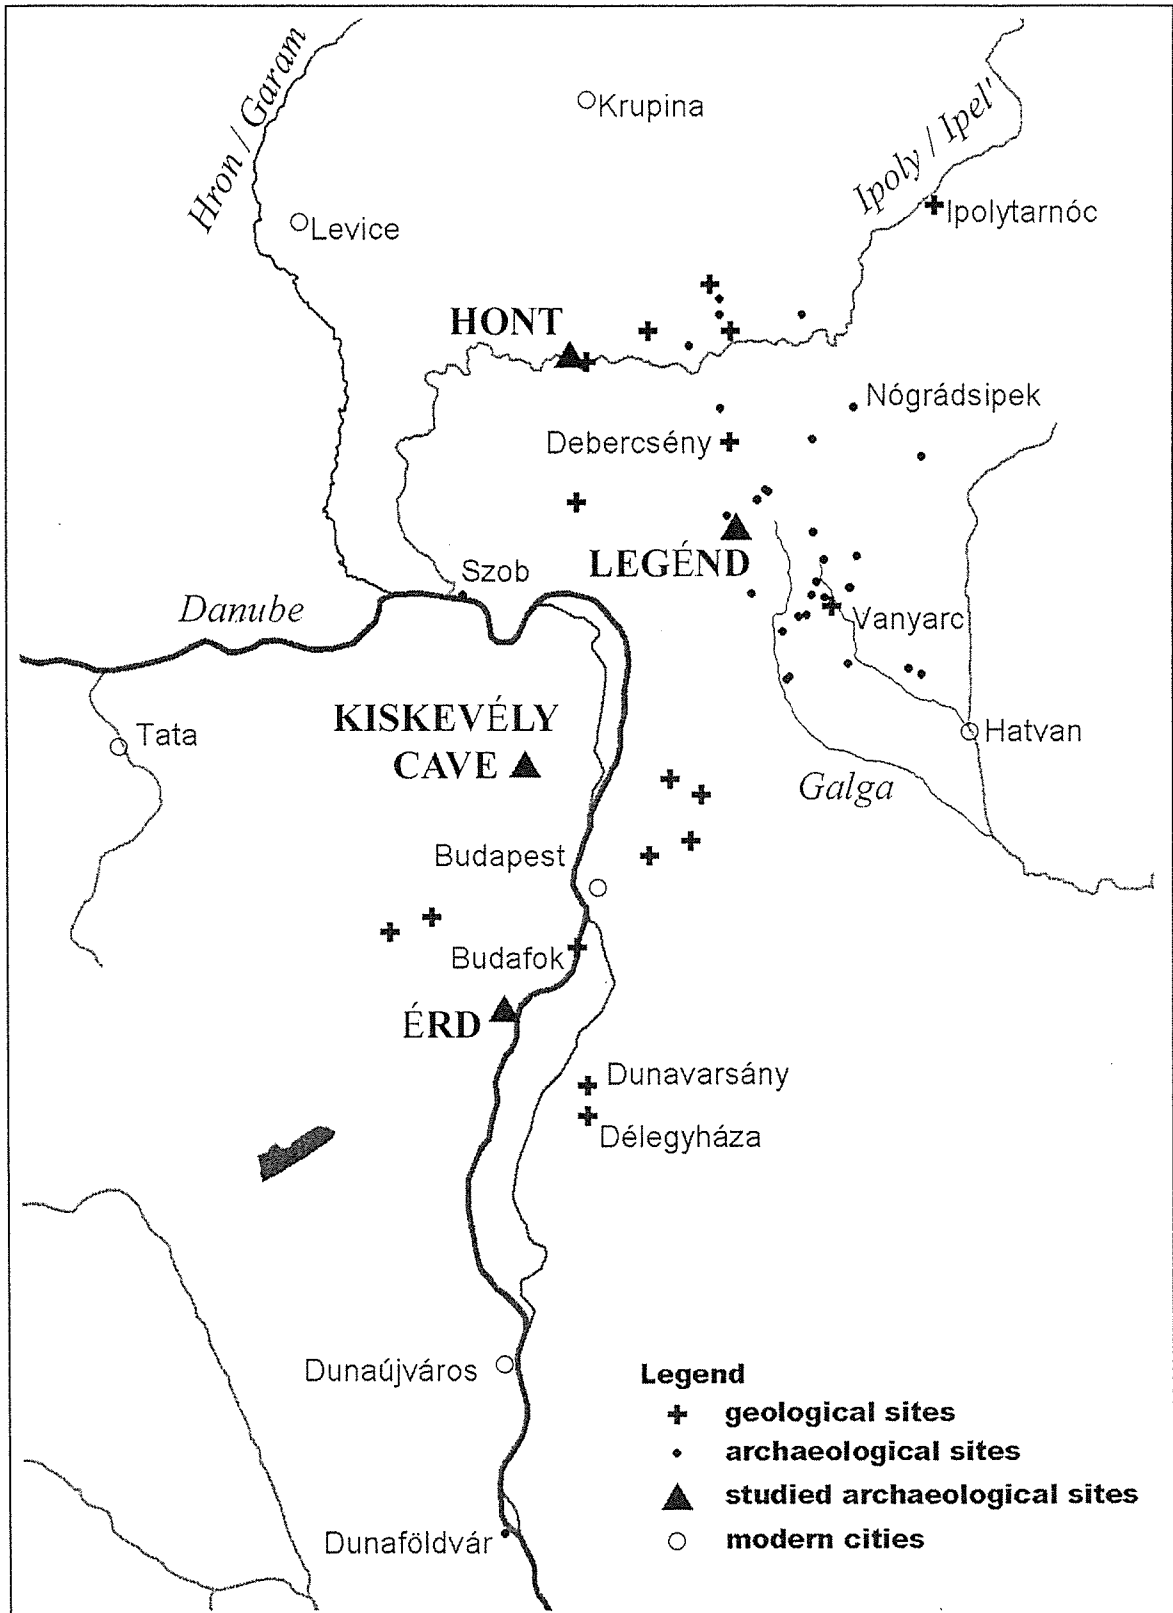 Hron / Garam
Krupina
Ipoly / Ipel'
Levice
Ipolytarnóc
HONT
Nógrádsipek
Debercsény
LEGÉND
Szob
Danube
Vanyarc
KISKEVÉLY
CAVE
Tata
Hatvan
Galga
Budapest
Budafok
ÉRD
Dunavarsány
Délegyháza
Dunaújváros
Legend
geological sites
archaeological sites
studied archaeological sites
modern cities
Dunaföldvár